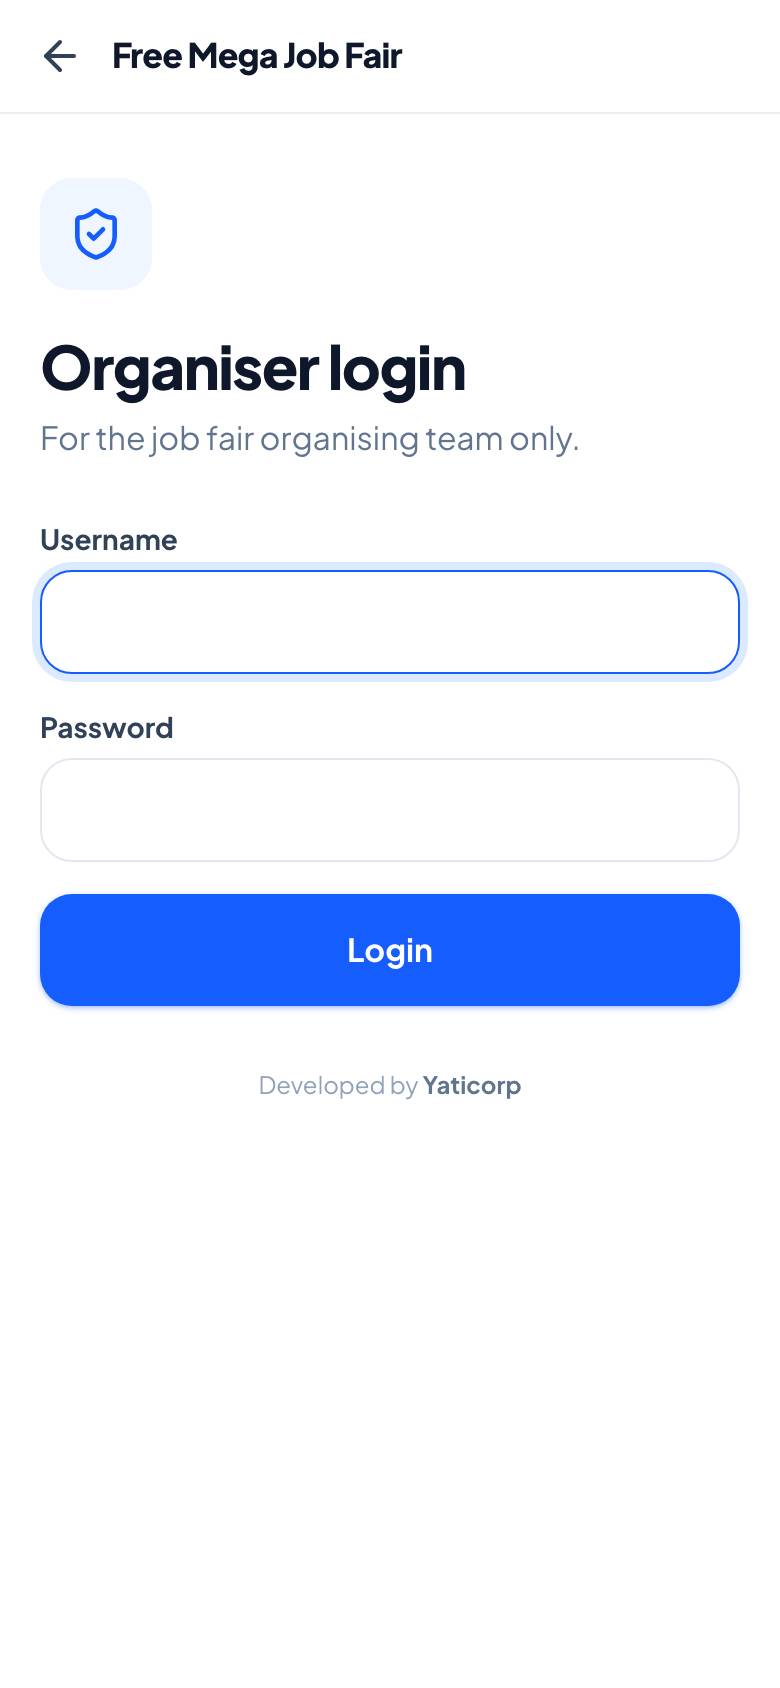 Free Mega Job Fair
Organiser login
For the job fair organising team only.
Username
Password
Login
Developed by Yaticorp